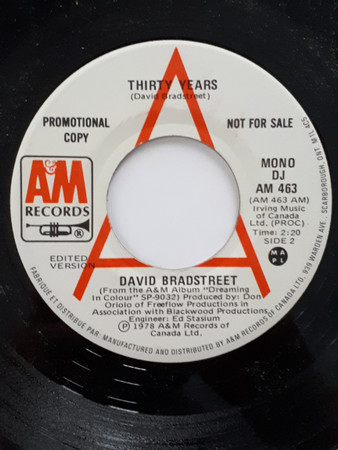 THIRTY YEARS
(David Bradstreet)
PROMOTIONAL
COPY
NOT FOR SALE
A&M
RECORDS
®
MONO
DJ
AM 463
(AM 463 AM)
Irving Music of
Canada Ltd.
(PROC)
Time: 2:20
SIDE 2
MAPL
EDITED
VERSION
DAVID BRADSTREET
(From the A&M Album "Dreaming
In Colour" SP-9032) Produced by: Don
Oriolo of Freeflow Productions in
Association with Blackwood Productions
Engineer: Ed Stasium
Ⓟ 1978 A&M Records of
Canada Ltd.
FABRIQUE ET DISTRIBUE PAR · MANUFACTURED AND DISTRIBUTED BY A&M RECORDS OF CANADA LTD., 939 WARDEN AVE., SCARBOROUGH, ONT. M1L 4C5